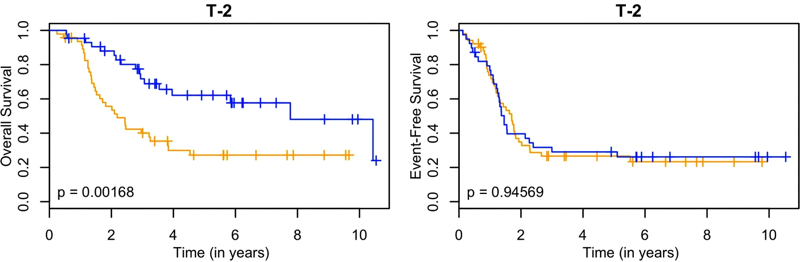 T-2
Overall Survival
1.0
0.8
0.6
0.4
0.2
0.0
p = 0.00168
0 2 4 6 8 10
Time (in years)
T-2
Event-Free Survival
1.0
0.8
0.6
0.4
0.2
0.0
p = 0.94569
0 2 4 6 8 10
Time (in years)